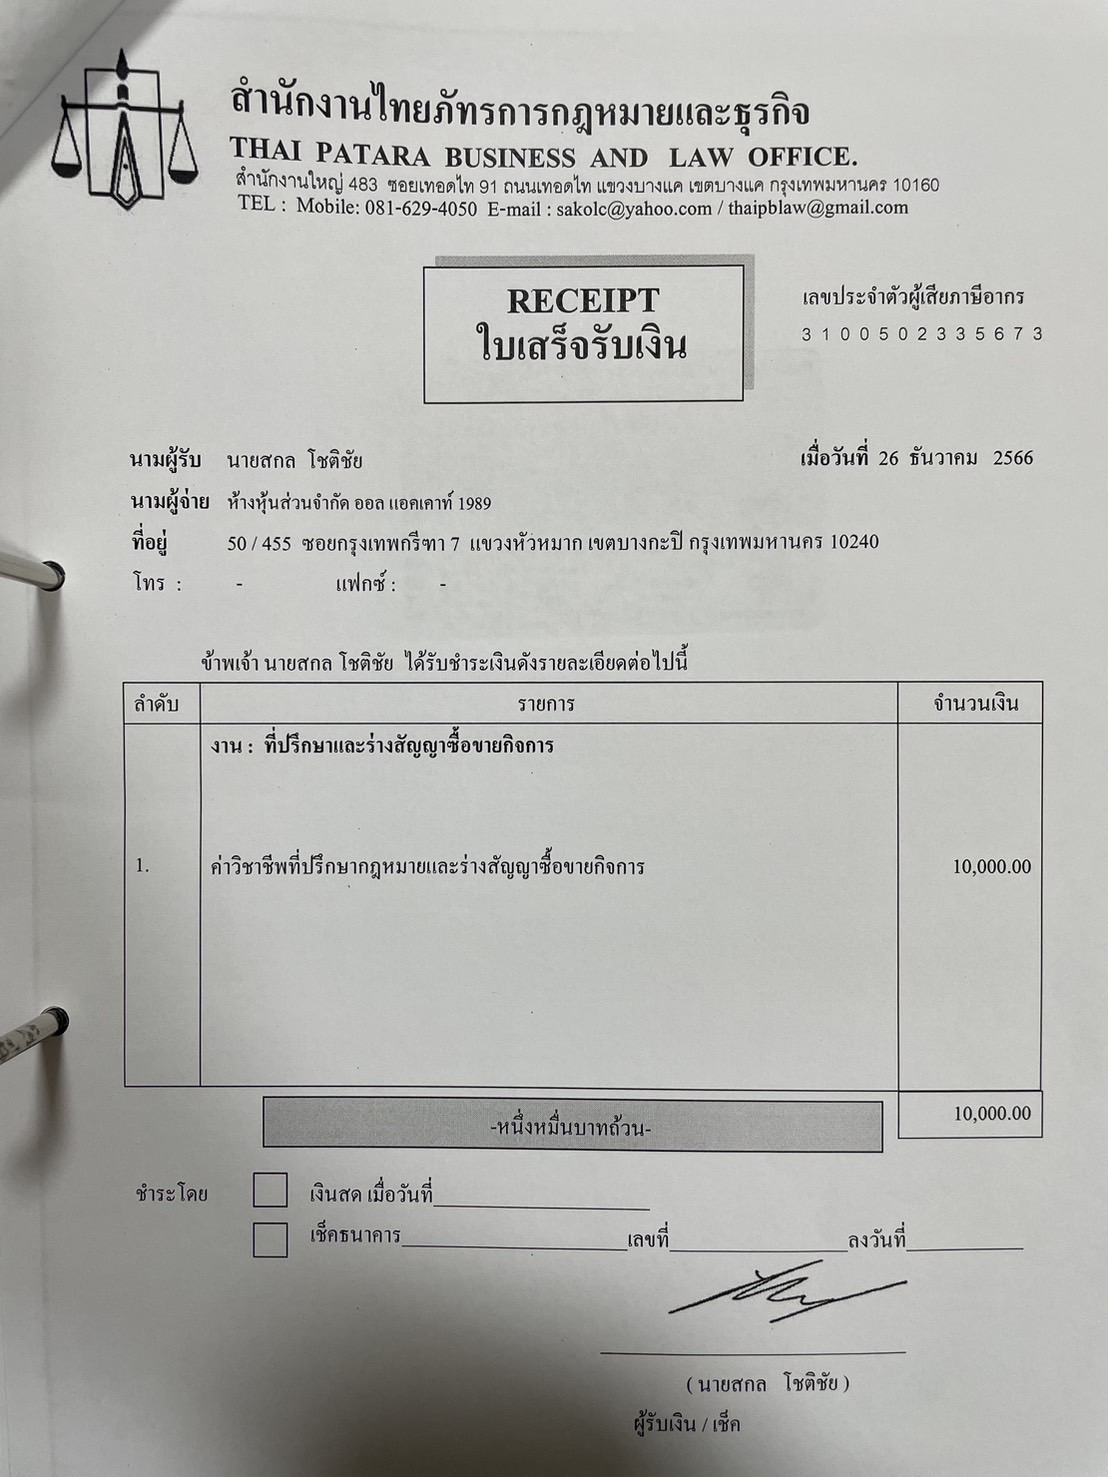 สำนักงานไทยภัทรการกฎหมายและธุรกิจ
THAI PATARA BUSINESS AND LAW OFFICE.
สำนักงานใหญ่ 483 ซอยเทอดไท 91 ถนนเทอดไท แขวงบางแค เขตบางแค กรุงเทพมหานคร 10160
TEL : Mobile: 081-629-4050 E-mail : sakolc@yahoo.com / thaipblaw@gmail.com
RECEIPT
ใบเสร็จรับเงิน
เลขประจำตัวผู้เสียภาษีอากร
3 1 0 0 5 0 2 3 3 5 6 7 3
นามผู้รับ นายสกล โชติชัย เมื่อวันที่ 26 ธันวาคม 2566
นามผู้จ่าย ห้างหุ้นส่วนจำกัด ออล แอคเคาท์ 1989
ที่อยู่ 50 / 455 ซอยกรุงเทพกรีฑา 7 แขวงหัวหมาก เขตบางกะปิ กรุงเทพมหานคร 10240
โทร : - แฟกซ์ : -
ข้าพเจ้า นายสกล โชติชัย ได้รับชำระเงินดังรายละเอียดต่อไปนี้
ลำดับ รายการ จำนวนเงิน
งาน : ที่ปรึกษาและร่างสัญญาซื้อขายกิจการ
1. ค่าวิชาชีพที่ปรึกษากฎหมายและร่างสัญญาซื้อขายกิจการ 10,000.00
-หนึ่งหมื่นบาทถ้วน- 10,000.00
ชำระโดย เงินสด เมื่อวันที่
เช็คธนาคาร เลขที่ ลงวันที่
( นายสกล โชติชัย )
ผู้รับเงิน / เช็ค